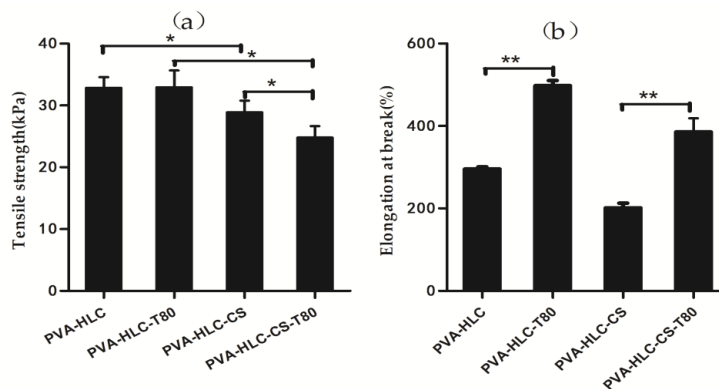 (a)
Tensile strength(kPa)
40
30
20
10
0
*
*
*
PVA-HLC
PVA-HLC-T80
PVA-HLC-CS
PVA-HLC-CS-T80
(b)
Elongation at break(%)
600
400
200
0
**
**
PVA-HLC
PVA-HLC-T80
PVA-HLC-CS
PVA-HLC-CS-T80